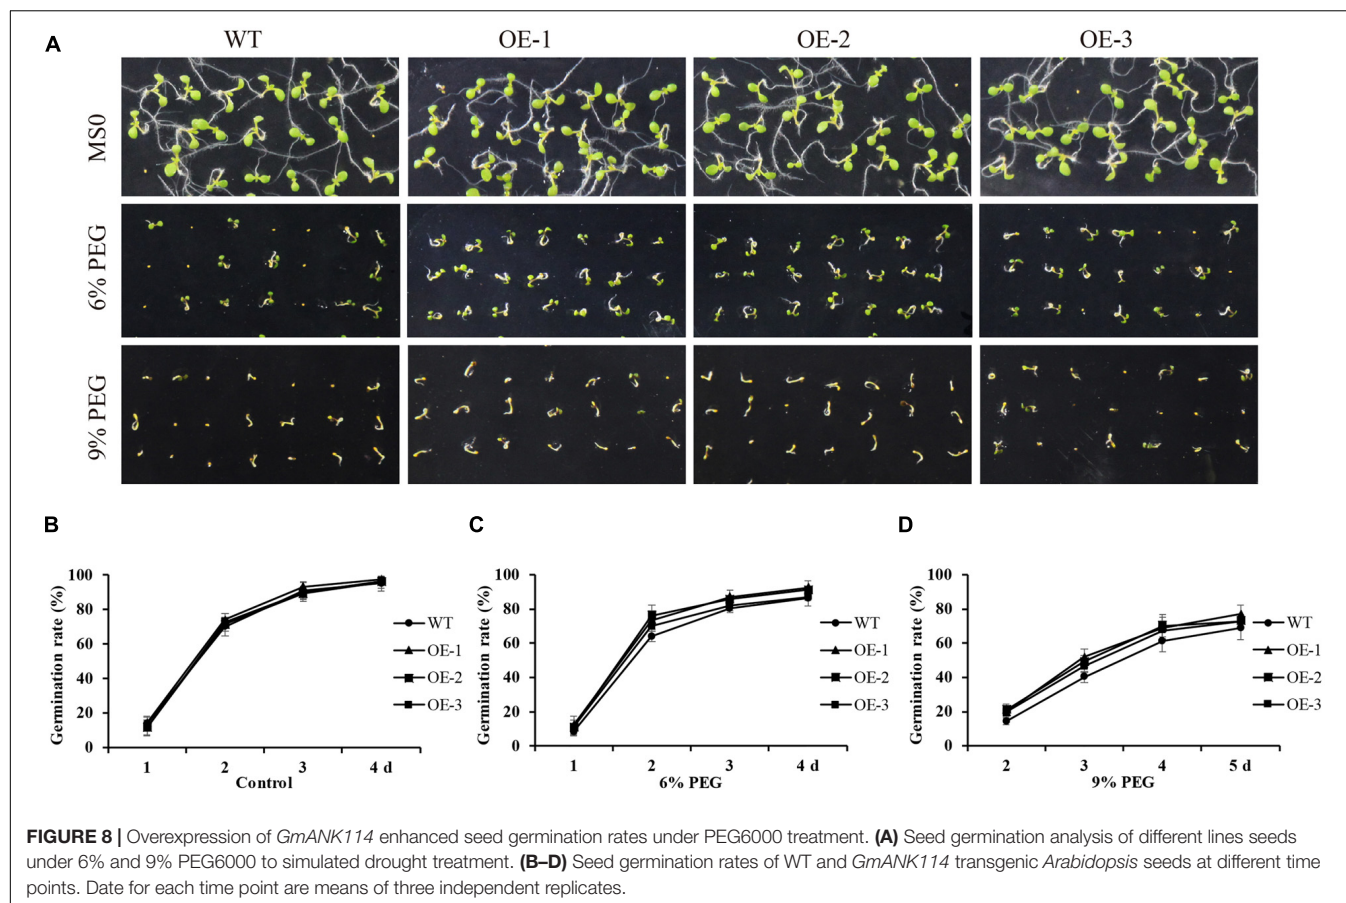 A
WT OE-1 OE-2 OE-3
MS0
6% PEG
9% PEG
B
Germination rate (%)
100
80
60
40
20
0
1 2 3 4 d
Control
WT
OE-1
OE-2
OE-3
C
Germination rate (%)
100
80
60
40
20
0
1 2 3 4 d
6% PEG
WT
OE-1
OE-2
OE-3
D
Germination rate (%)
100
80
60
40
20
0
2 3 4 5 d
9% PEG
WT
OE-1
OE-2
OE-3
FIGURE 8 | Overexpression of GmANK114 enhanced seed germination rates under PEG6000 treatment. (A) Seed germination analysis of different lines seeds
under 6% and 9% PEG6000 to simulated drought treatment. (B–D) Seed germination rates of WT and GmANK114 transgenic Arabidopsis seeds at different time
points. Date for each time point are means of three independent replicates.